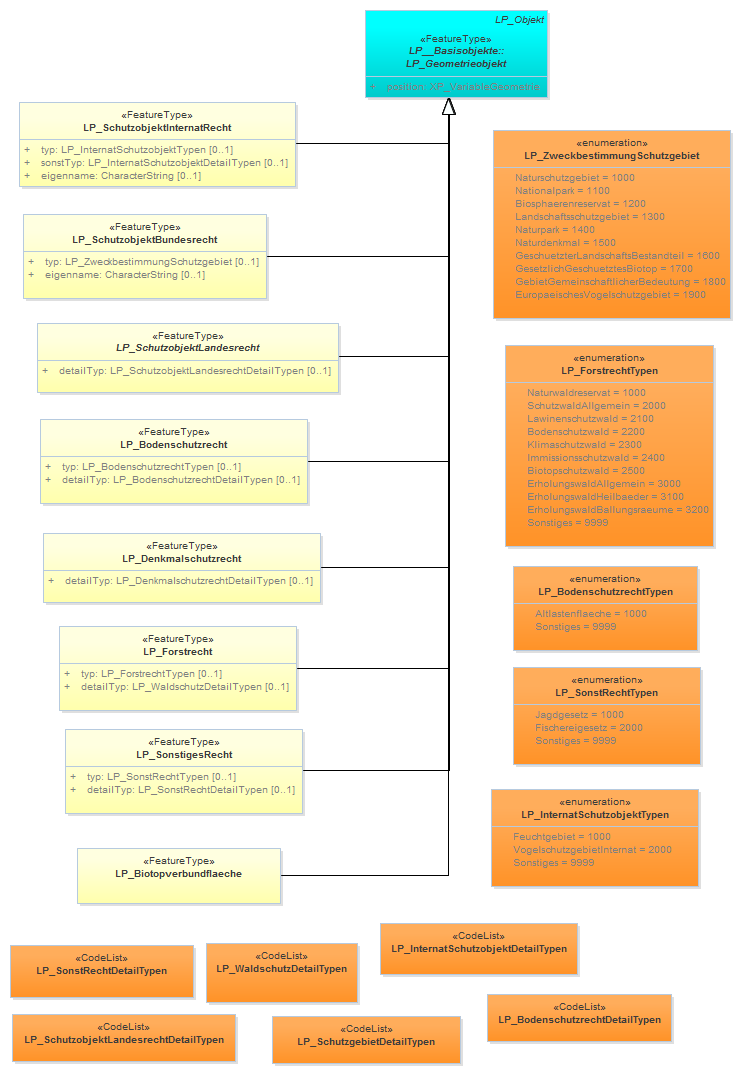 LP_Objekt
«FeatureType»
LP__Basisobjekte::
LP_Geometrieobjekt
+ position: XP_VariableGeometrie
«FeatureType»
LP_SchutzobjektInternatRecht
+ typ: LP_InternatSchutzobjektTypen [0..1]
+ sonstTyp: LP_InternatSchutzobjektDetailTypen [0..1]
+ eigenname: CharacterString [0..1]
«FeatureType»
LP_SchutzobjektBundesrecht
+ typ: LP_ZweckbestimmungSchutzgebiet [0..1]
+ eigenname: CharacterString [0..1]
«FeatureType»
LP_SchutzobjektLandesrecht
+ detailTyp: LP_SchutzobjektLandesrechtDetailTypen [0..1]
«FeatureType»
LP_Bodenschutzrecht
+ typ: LP_BodenschutzrechtTypen [0..1]
+ detailTyp: LP_BodenschutzrechtDetailTypen [0..1]
«FeatureType»
LP_Denkmalschutzrecht
+ detailTyp: LP_DenkmalschutzrechtDetailTypen [0..1]
«FeatureType»
LP_Forstrecht
+ typ: LP_ForstrechtTypen [0..1]
+ detailTyp: LP_WaldschutzDetailTypen [0..1]
«FeatureType»
LP_SonstigesRecht
+ typ: LP_SonstRechtTypen [0..1]
+ detailTyp: LP_SonstRechtDetailTypen [0..1]
«FeatureType»
LP_Biotopverbundflaeche
«enumeration»
LP_ZweckbestimmungSchutzgebiet
Naturschutzgebiet = 1000
Nationalpark = 1100
Biosphaerenreservat = 1200
Landschaftsschutzgebiet = 1300
Naturpark = 1400
Naturdenkmal = 1500
GeschuetzterLandschaftsBestandteil = 1600
GesetzlichGeschuetztesBiotop = 1700
GebietGemeinschaftlicherBedeutung = 1800
EuropaeischesVogelschutzgebiet = 1900
«enumeration»
LP_ForstrechtTypen
Naturwaldreservat = 1000
SchutzwaldAllgemein = 2000
Lawinenschutzwald = 2100
Bodenschutzwald = 2200
Klimaschutzwald = 2300
Immissionsschutzwald = 2400
Biotopschutzwald = 2500
ErholungswaldAllgemein = 3000
ErholungswaldHeilbaeder = 3100
ErholungswaldBallungsraeume = 3200
Sonstiges = 9999
«enumeration»
LP_BodenschutzrechtTypen
Altlastenflaeche = 1000
Sonstiges = 9999
«enumeration»
LP_SonstRechtTypen
Jagdgesetz = 1000
Fischereigesetz = 2000
Sonstiges = 9999
«enumeration»
LP_InternatSchutzobjektTypen
Feuchtgebiet = 1000
VogelschutzgebietInternat = 2000
Sonstiges = 9999
«CodeList»
LP_SonstRechtDetailTypen
«CodeList»
LP_WaldschutzDetailTypen
«CodeList»
LP_InternatSchutzobjektDetailTypen
«CodeList»
LP_SchutzobjektLandesrechtDetailTypen
«CodeList»
LP_SchutzgebietDetailTypen
«CodeList»
LP_BodenschutzrechtDetailTypen